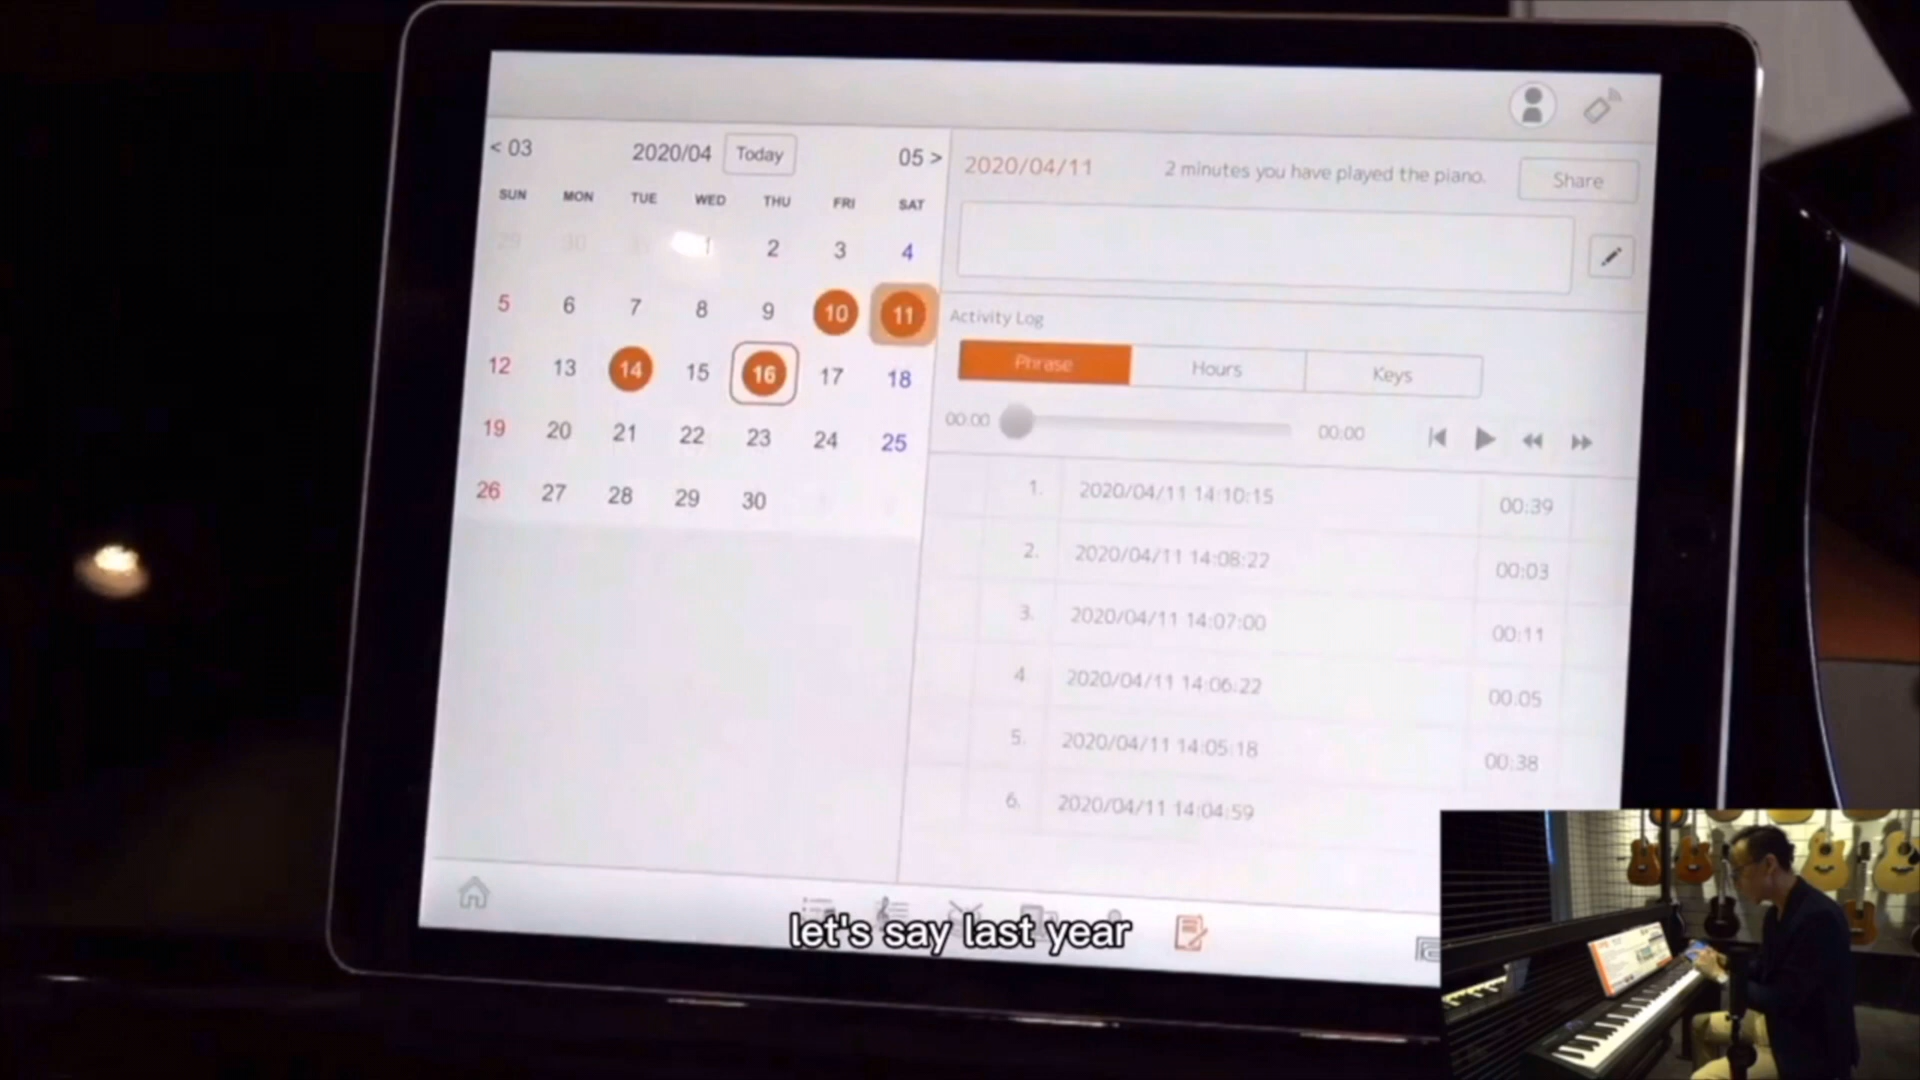 < 03 2020/04 Today 05 >
SUN MON TUE WED THU FRI SAT
29 30 1 2 3 4
5 6 7 8 9 10 11
12 13 14 15 16 17 18
19 20 21 22 23 24 25
26 27 28 29 30
2020/04/11 2 minutes you have played the piano. Share
Activity Log
Phrase Hours Keys
00:00 00:00
1. 2020/04/11 14:10:15 00:39
2. 2020/04/11 14:08:22 00:03
3. 2020/04/11 14:07:00 00:11
4 2020/04/11 14:06:22 00:05
5. 2020/04/11 14:05:18 00:38
6. 2020/04/11 14:04:59
let's say last year